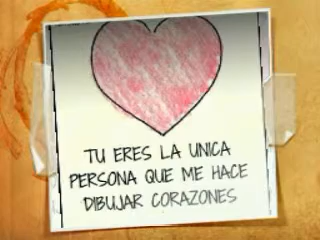 TU ERES LA UNICA
PERSONA QUE ME HACE
DIBUJAR CORAZONES